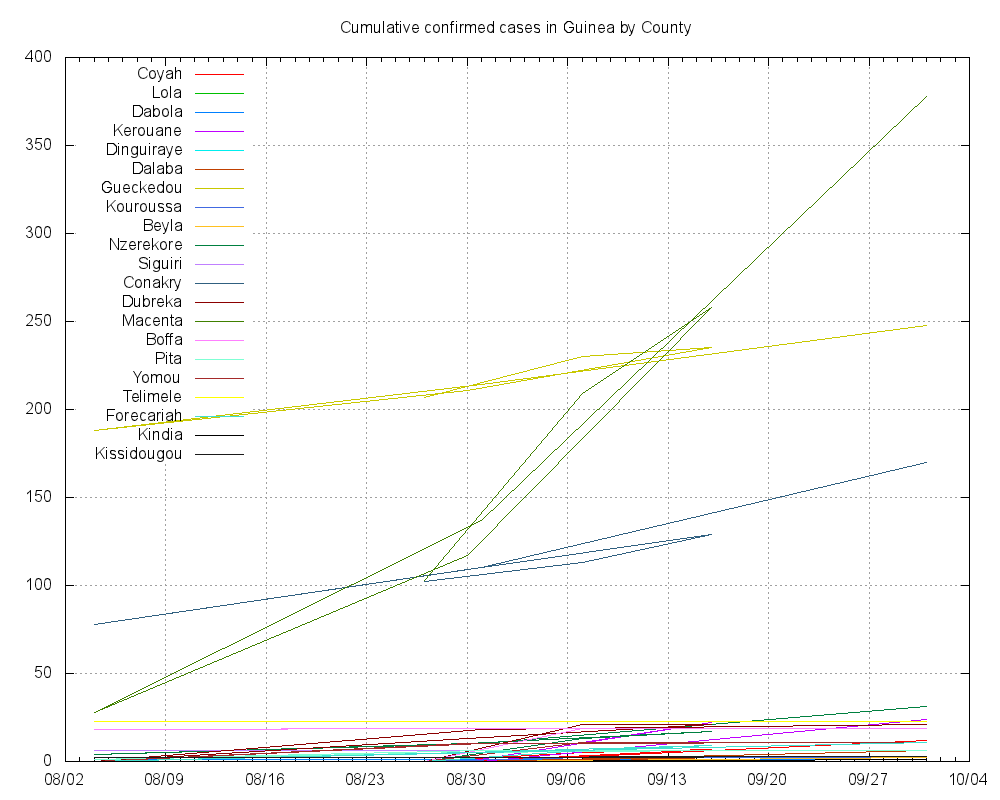 Cumulative confirmed cases in Guinea by County
400
350
300
250
200
150
100
50
0
Coyah
Lola
Dabola
Kerouane
Dinguiraye
Dalaba
Gueckedou
Kouroussa
Beyla
Nzerekore
Siguiri
Conakry
Dubreka
Macenta
Boffa
Pita
Yomou
Telimele
Forecariah
Kindia
Kissidougou
08/02 08/09 08/16 08/23 08/30 09/06 09/13 09/20 09/27 10/04